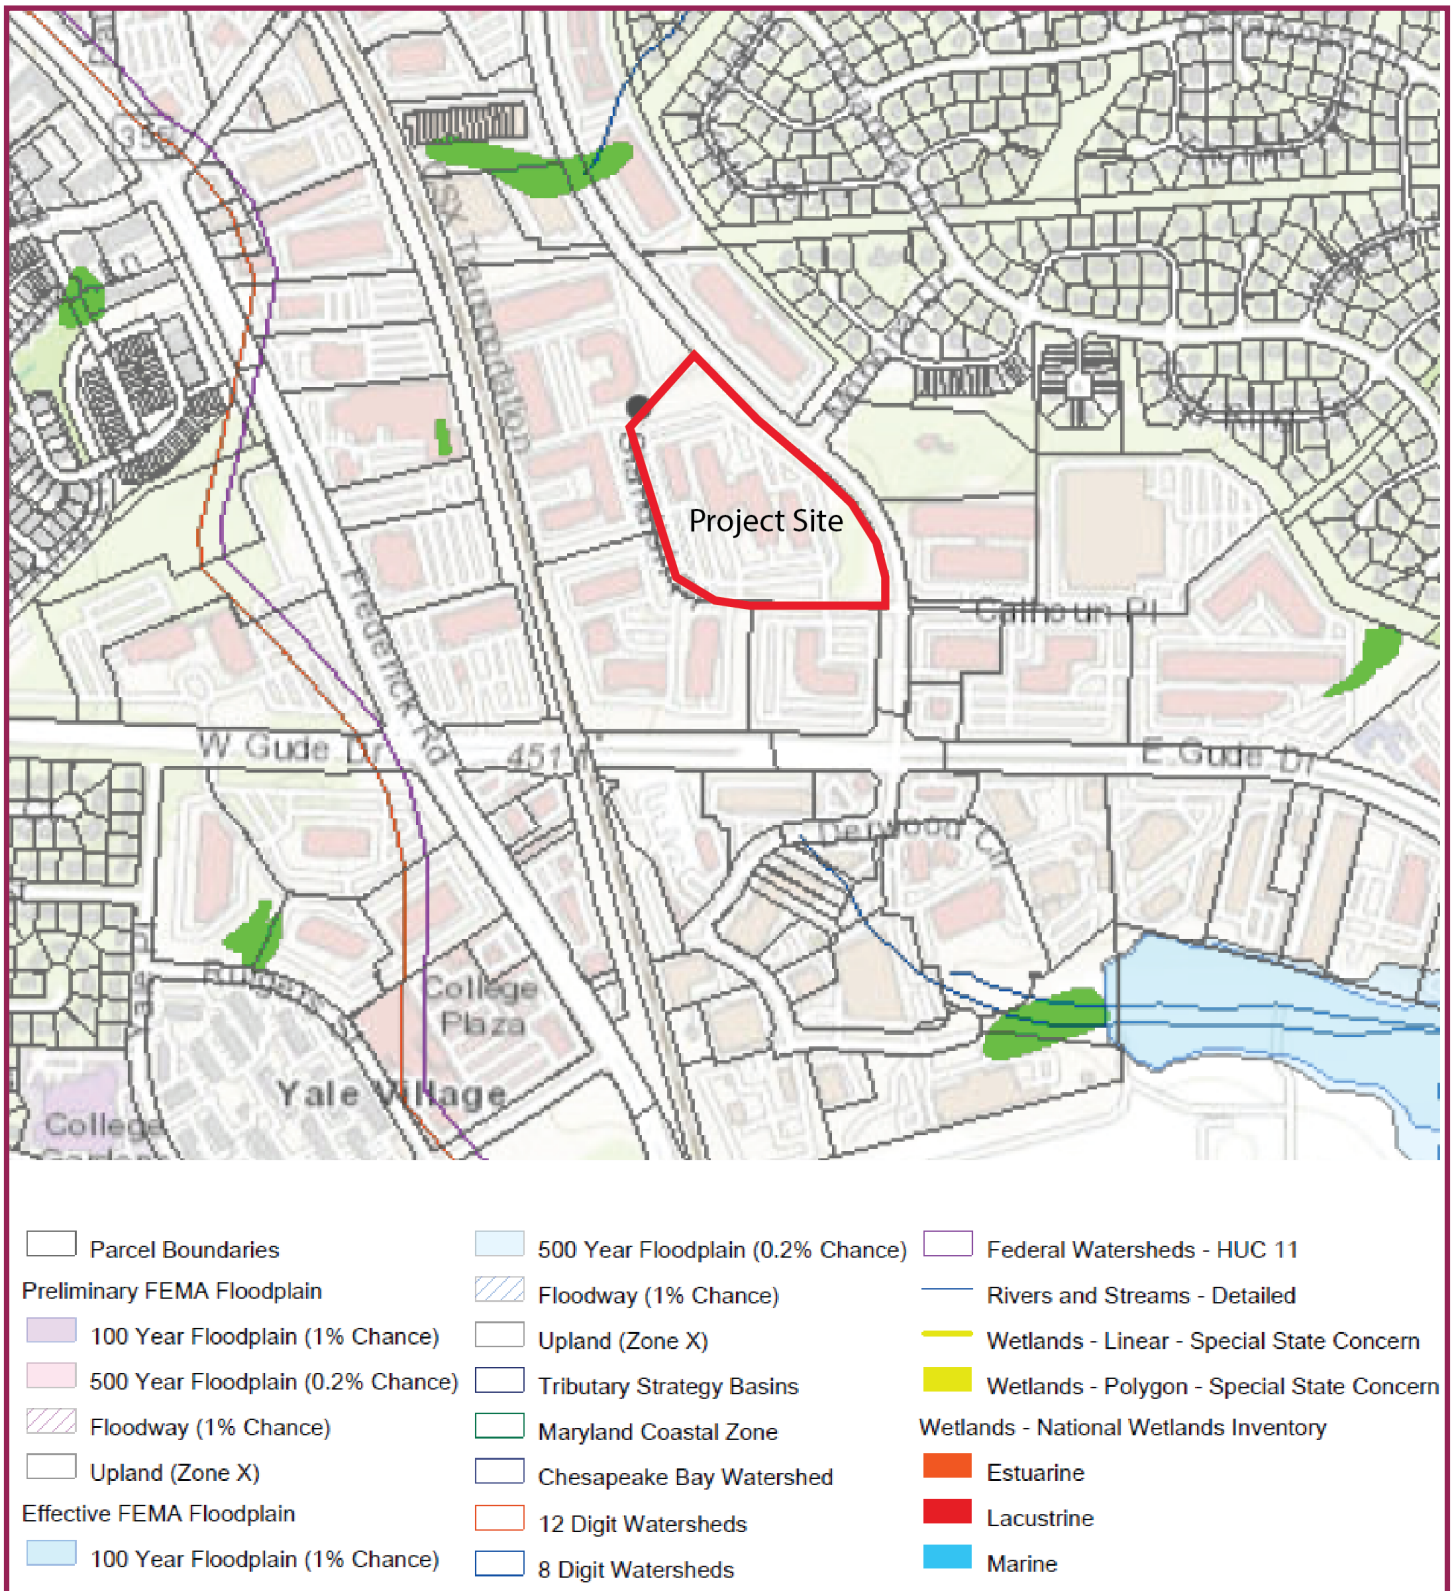 355
CSX Transportation
Project Site
Calhoun Pl
Frederick Rd
W Gude Dr
451 ft
E Gude Dr
Derwood Cir
College
Plaza
Yale Village
College
Gardens
Parcel Boundaries
Preliminary FEMA Floodplain
100 Year Floodplain (1% Chance)
500 Year Floodplain (0.2% Chance)
Floodway (1% Chance)
Upland (Zone X)
Effective FEMA Floodplain
100 Year Floodplain (1% Chance)
500 Year Floodplain (0.2% Chance)
Floodway (1% Chance)
Upland (Zone X)
Tributary Strategy Basins
Maryland Coastal Zone
Chesapeake Bay Watershed
12 Digit Watersheds
8 Digit Watersheds
Federal Watersheds - HUC 11
Rivers and Streams - Detailed
Wetlands - Linear - Special State Concern
Wetlands - Polygon - Special State Concern
Wetlands - National Wetlands Inventory
Estuarine
Lacustrine
Marine